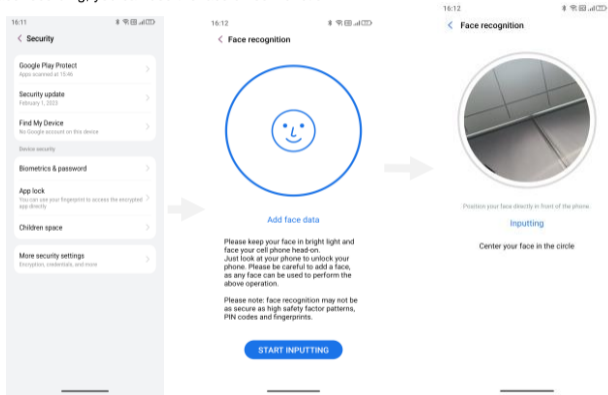 16:11
Security
Google Play Protect
Apps scanned at 15:46
Security update
February 1, 2023
Find My Device
No Google account on this device
Device security
Biometrics & password
App lock
You can use your fingerprint to access the encrypted
app directly
Children space
More security settings
Encryption, credentials, and more
16:12
Face recognition
Add face data
Please keep your face in bright light and
face your cell phone head-on.
Just look at your phone to unlock your
phone. Please be careful to add a face,
as any face can be used to perform the
above operation.
Please note: face recognition may not be
as secure as high safety factor patterns,
PIN codes and fingerprints.
START INPUTTING
16:12
Face recognition
Position your face directly in front of the phone.
Inputting
Center your face in the circle